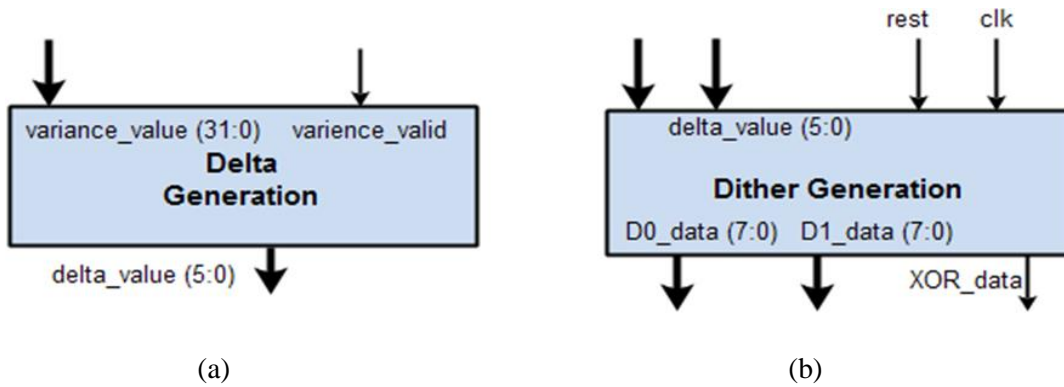 rest clk
variance_value (31:0) varience_valid
Delta
Generation
delta_value (5:0)
delta_value (5:0)
Dither Generation
D0_data (7:0) D1_data (7:0)
XOR_data
(a)
(b)